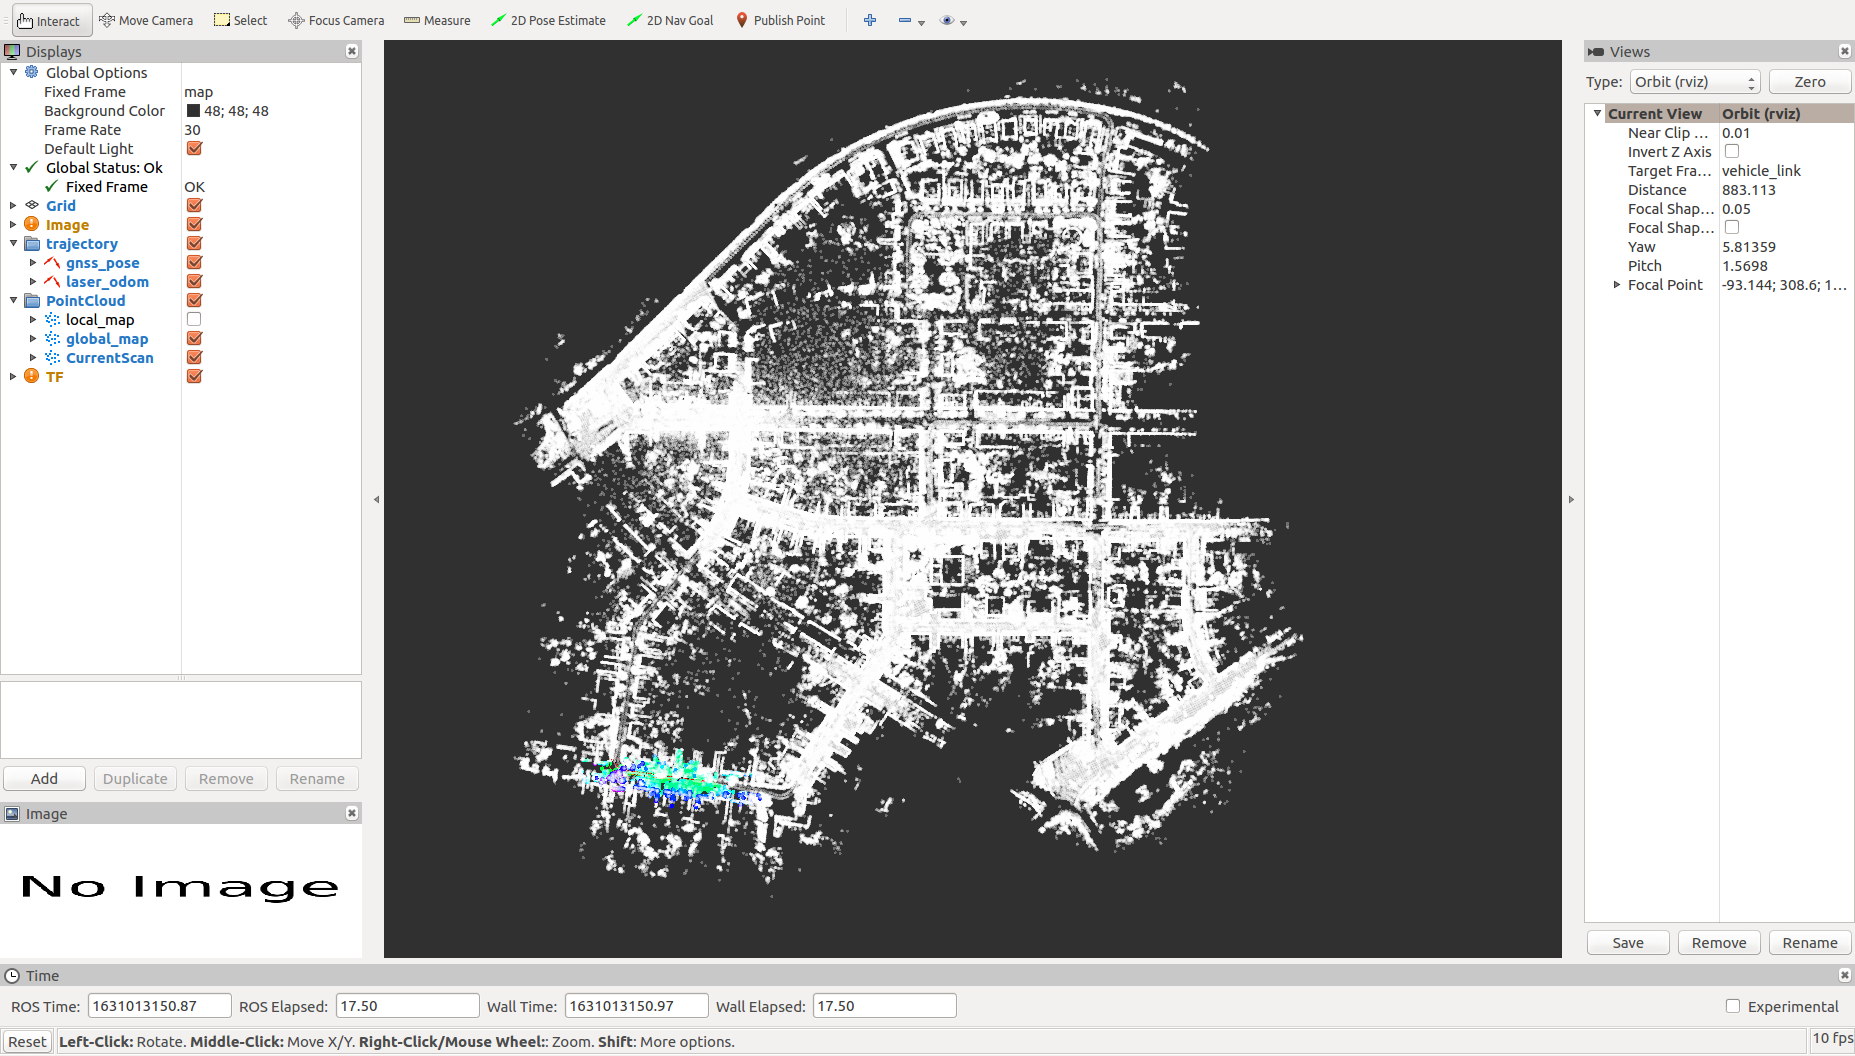 Interact Move Camera Select Focus Camera Measure 2D Pose Estimate 2D Nav Goal Publish Point
Displays
Global Options
Fixed Frame map
Background Color 48; 48; 48
Frame Rate 30
Default Light
Global Status: Ok
Fixed Frame OK
Grid
Image
trajectory
gnss_pose
laser_odom
PointCloud
local_map
global_map
CurrentScan
TF
Add Duplicate Remove Rename
Image
No Image
Views
Type: Orbit (rviz) Zero
Current View Orbit (rviz)
Near Clip ... 0.01
Invert Z Axis
Target Fra... vehicle_link
Distance 883.113
Focal Shap... 0.05
Focal Shap...
Yaw 5.81359
Pitch 1.5698
Focal Point -93.144; 308.6; 1...
Save Remove Rename
Time
ROS Time: 1631013150.87 ROS Elapsed: 17.50 Wall Time: 1631013150.97 Wall Elapsed: 17.50 Experimental
Reset Left-Click: Rotate. Middle-Click: Move X/Y. Right-Click/Mouse Wheel:: Zoom. Shift: More options. 10 fps